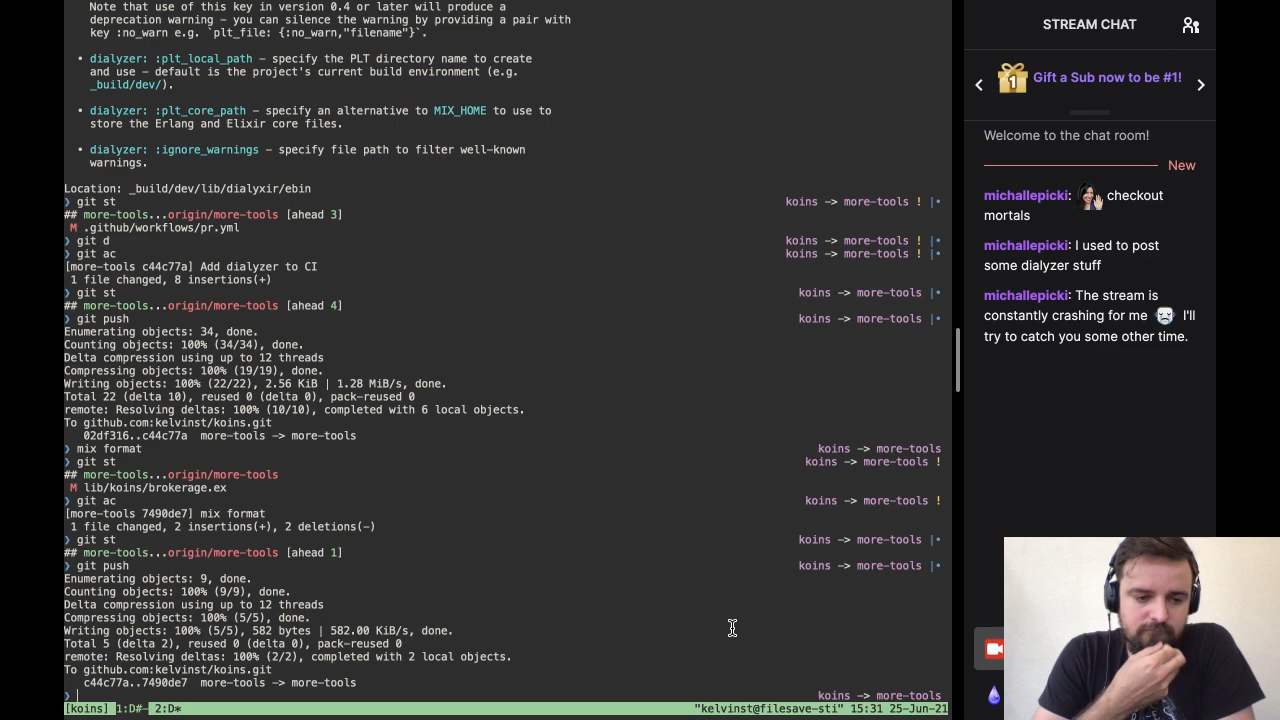 Note that use of this key in version 0.4 or later will produce a
deprecation warning – you can silence the warning by providing a pair with
key :no_warn e.g. `plt_file: {:no_warn,"filename"}`.
• dialyzer: :plt_local_path – specify the PLT directory name to create
and use – default is the project's current build environment (e.g.
_build/dev/).
• dialyzer: :plt_core_path – specify an alternative to MIX_HOME to use to
store the Erlang and Elixir core files.
• dialyzer: :ignore_warnings – specify file path to filter well-known
warnings.
Location: _build/dev/lib/dialyxir/ebin
❯ git st koins -> more-tools ! |•
## more-tools...origin/more-tools [ahead 3]
M .github/workflows/pr.yml
❯ git d koins -> more-tools ! |•
❯ git ac koins -> more-tools ! |•
[more-tools c44c77a] Add dialyzer to CI
1 file changed, 8 insertions(+)
❯ git st koins -> more-tools |•
## more-tools...origin/more-tools [ahead 4]
❯ git push koins -> more-tools |•
Enumerating objects: 34, done.
Counting objects: 100% (34/34), done.
Delta compression using up to 12 threads
Compressing objects: 100% (19/19), done.
Writing objects: 100% (22/22), 2.56 KiB | 1.28 MiB/s, done.
Total 22 (delta 10), reused 0 (delta 0), pack-reused 0
remote: Resolving deltas: 100% (10/10), completed with 6 local objects.
To github.com:kelvinst/koins.git
02df316..c44c77a more-tools -> more-tools
❯ mix format koins -> more-tools
❯ git st koins -> more-tools !
## more-tools...origin/more-tools
M lib/koins/brokerage.ex
❯ git ac koins -> more-tools !
[more-tools 7490de7] mix format
1 file changed, 2 insertions(+), 2 deletions(-)
❯ git st koins -> more-tools |•
## more-tools...origin/more-tools [ahead 1]
❯ git push koins -> more-tools |•
Enumerating objects: 9, done.
Counting objects: 100% (9/9), done.
Delta compression using up to 12 threads
Compressing objects: 100% (5/5), done.
Writing objects: 100% (5/5), 582 bytes | 582.00 KiB/s, done.
Total 5 (delta 2), reused 0 (delta 0), pack-reused 0
remote: Resolving deltas: 100% (2/2), completed with 2 local objects.
To github.com:kelvinst/koins.git
c44c77a..7490de7 more-tools -> more-tools
❯ koins -> more-tools
[koins] 1:D#- 2:D* "kelvinst@filesave-sti" 15:31 25-Jun-21
STREAM CHAT
1 Gift a Sub now to be #1!
Welcome to the chat room!
New
michallepicki: checkout
mortals
michallepicki: I used to post
some dialyzer stuff
michallepicki: The stream is
constantly crashing for me I'll
try to catch you some other time.